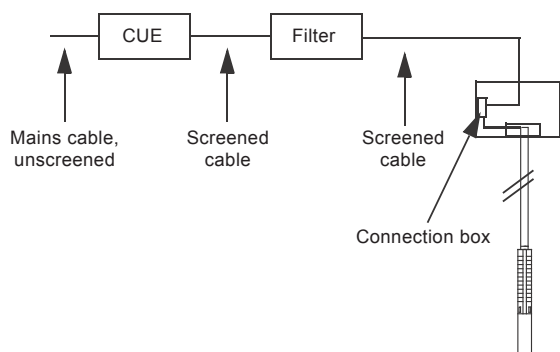 CUE
Filter
Mains cable,
unscreened
Screened
cable
Screened
cable
Connection box